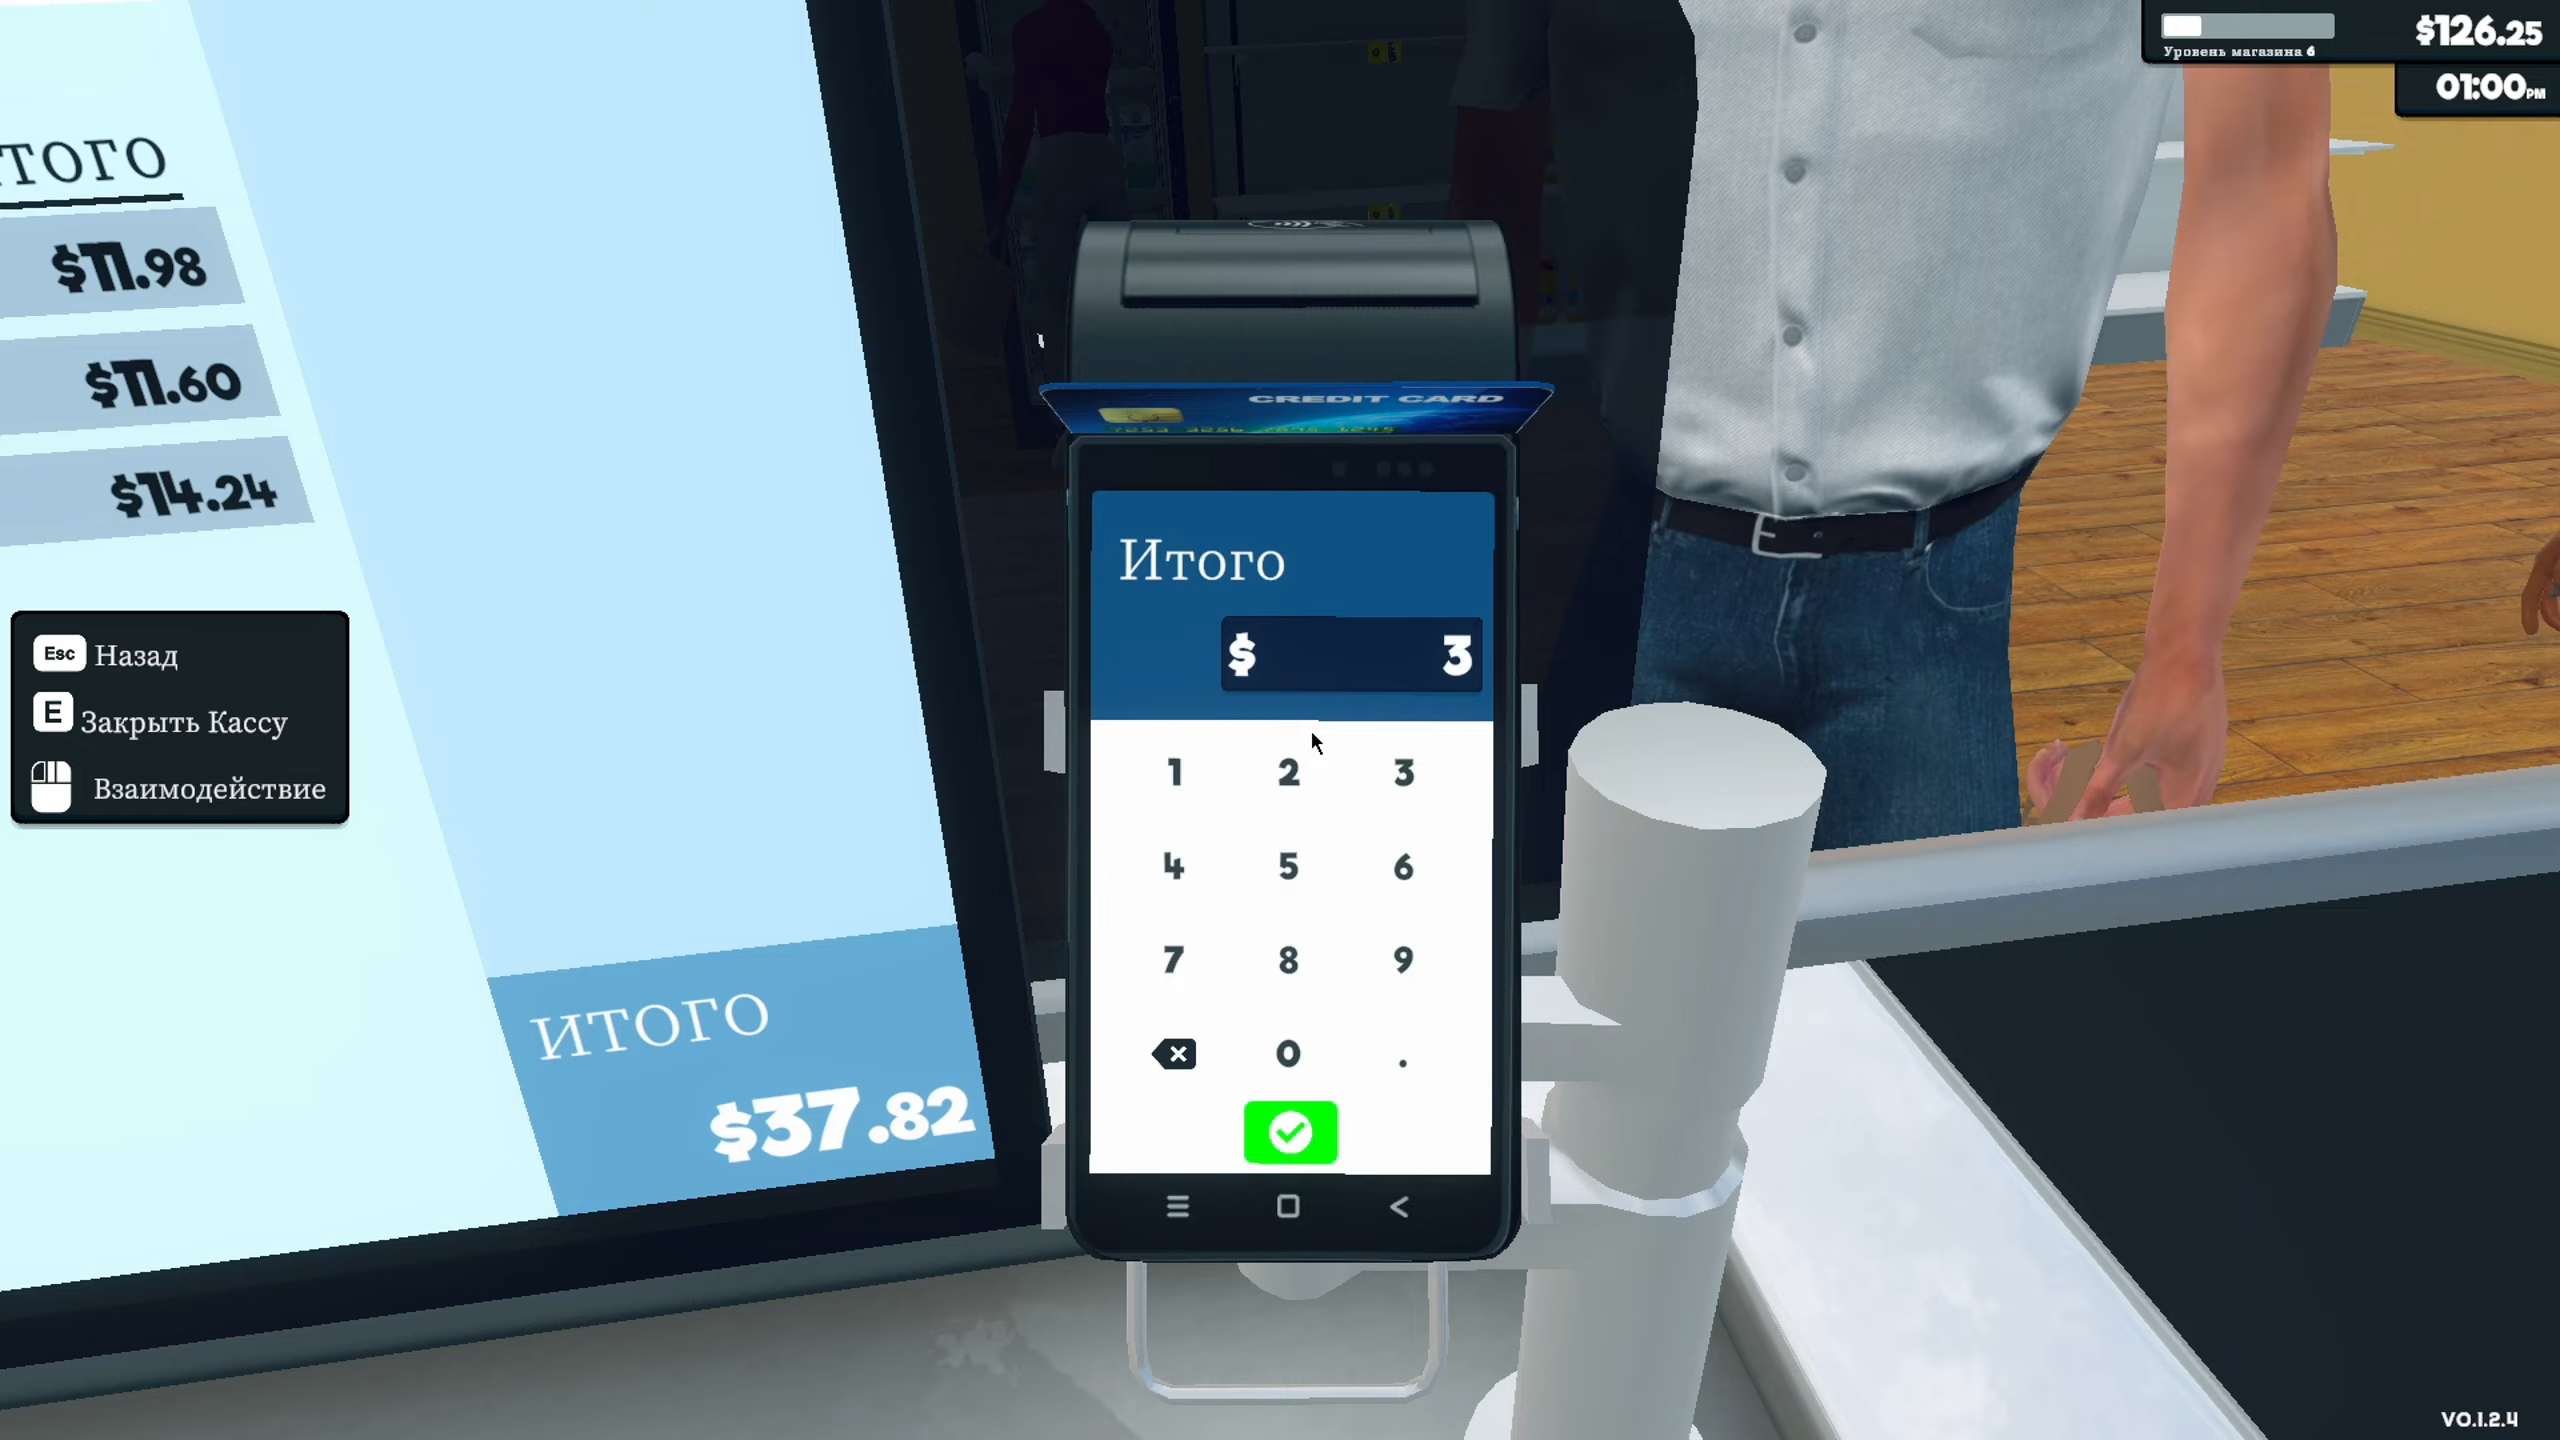 $126.25
Уровень магазина 6
01:00PM
ТОГО
$11.98
$11.60
$14.24
CREDIT CARD
Итого
$ 3
Esc Назад
E Закрыть Кассу
Взаимодействие
1 2 3
4 5 6
7 8 9
0 .
ИТОГО
$37.82
V0.1.2.4